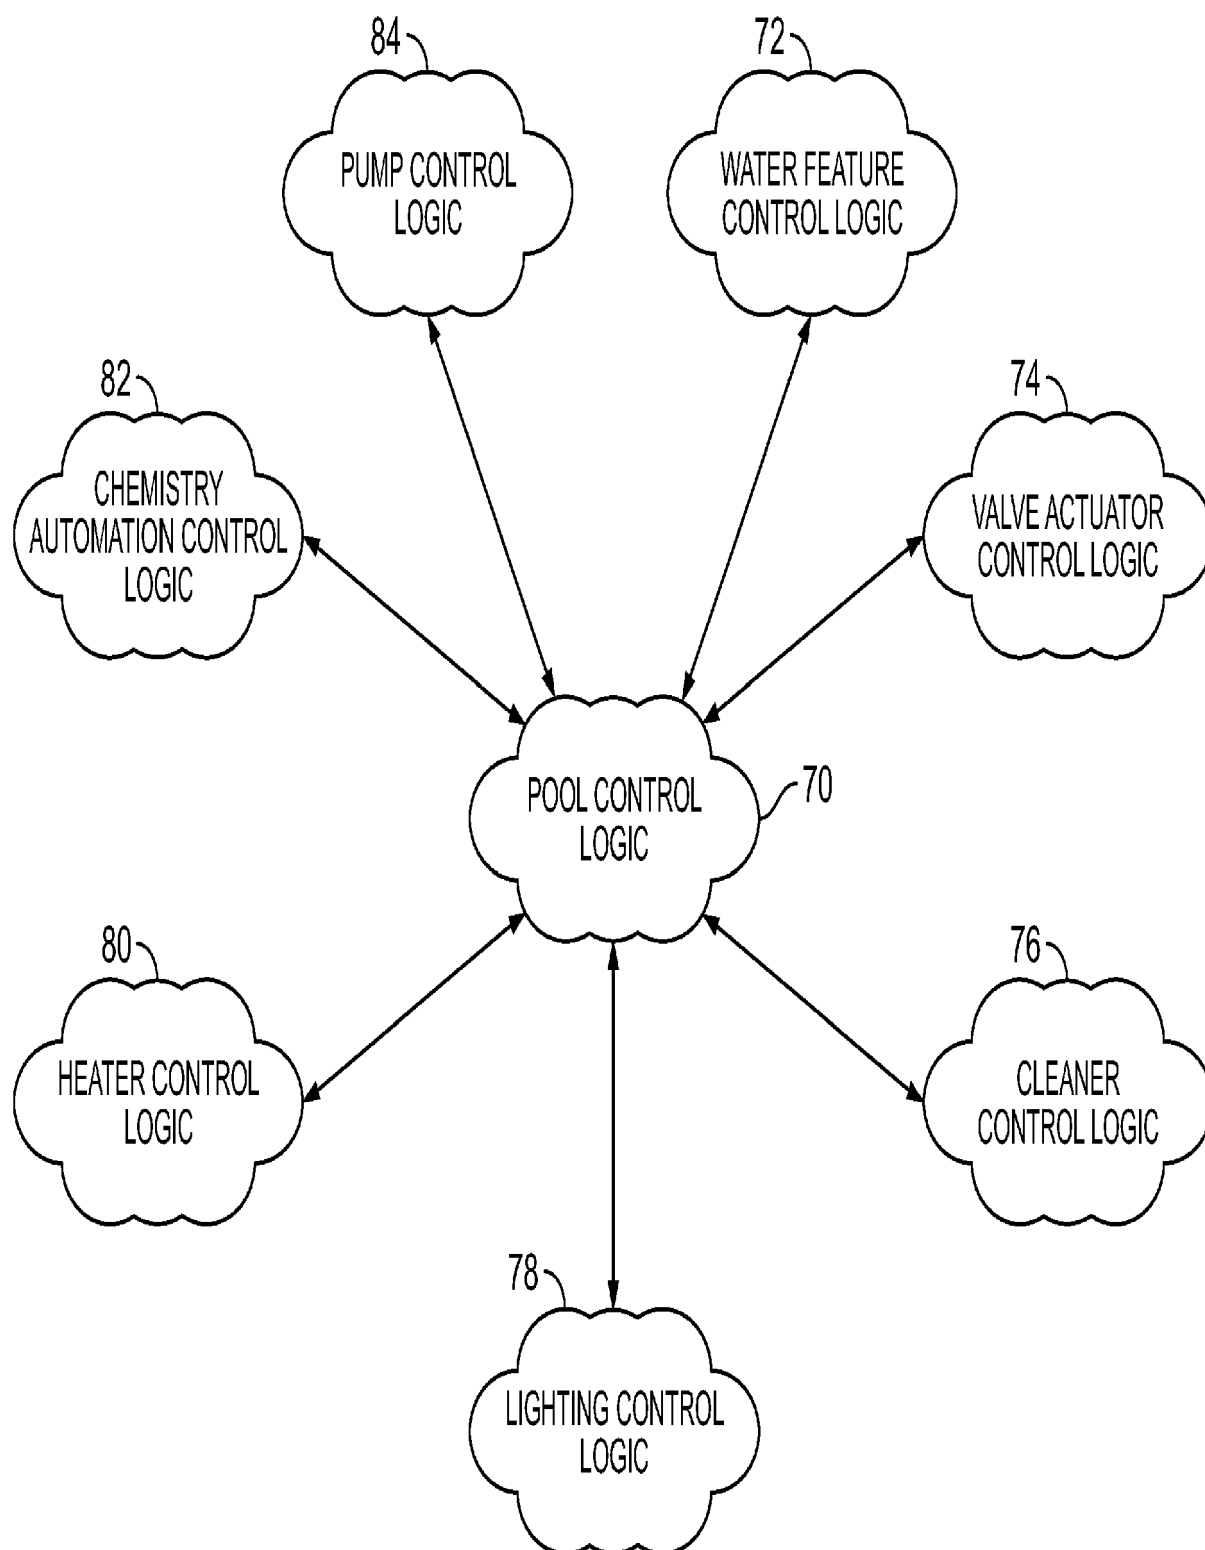 84
72
PUMP CONTROL
LOGIC
WATER FEATURE
CONTROL LOGIC
82
74
CHEMISTRY
AUTOMATION CONTROL
LOGIC
VALVE ACTUATOR
CONTROL LOGIC
POOL CONTROL
LOGIC
70
80
76
HEATER CONTROL
LOGIC
CLEANER
CONTROL LOGIC
78
LIGHTING CONTROL
LOGIC